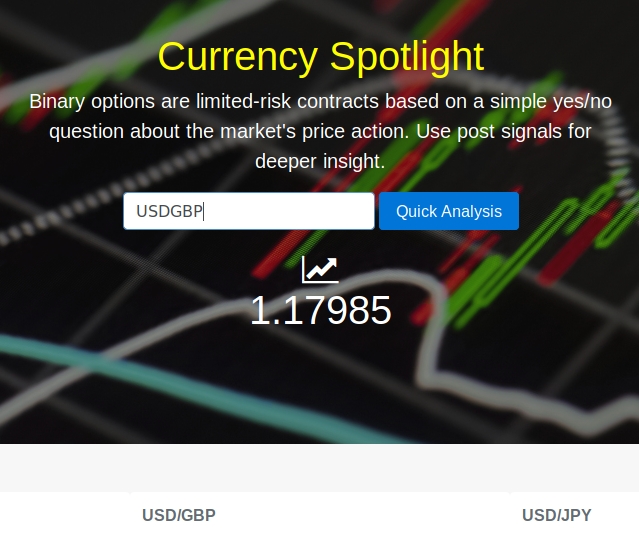 Currency Spotlight
Binary options are limited-risk contracts based on a simple yes/no
question about the market's price action. Use post signals for
deeper insight.
USDGBP
Quick Analysis
1.17985
USD/GBP
USD/JPY